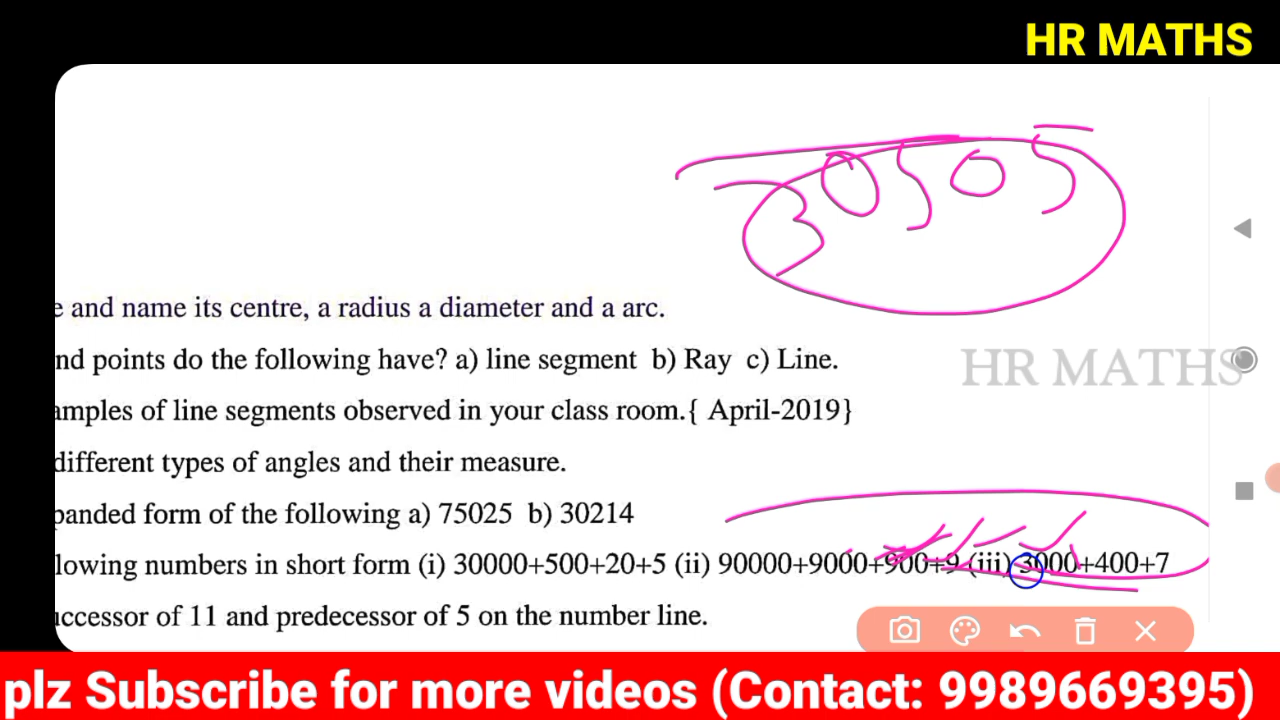 HR MATHS
30505
e and name its centre, a radius a diameter and a arc.
nd points do the following have? a) line segment b) Ray c) Line.
HR MATHS
amples of line segments observed in your class room.{ April-2019}
different types of angles and their measure.
panded form of the following a) 75025 b) 30214
lowing numbers in short form (i) 30000+500+20+5 (ii) 90000+9000+900+9 (iii) 3000+400+7
uccessor of 11 and predecessor of 5 on the number line.
plz Subscribe for more videos (Contact: 9989669395)